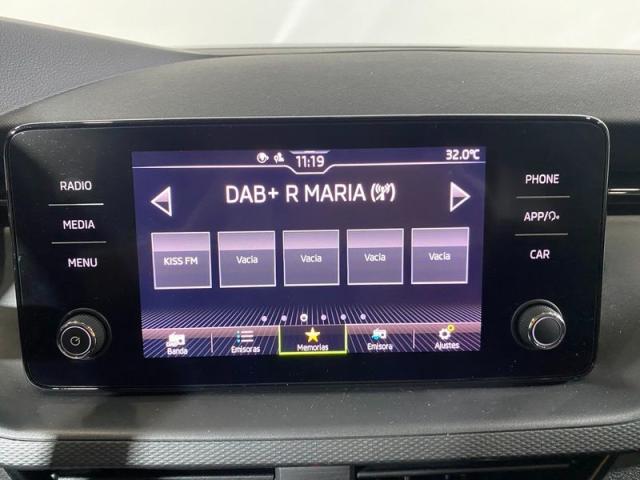 11:19
32.0°C
RADIO
MEDIA
MENU
DAB+ R MARIA
KISS FM
Vacía
Vacía
Vacía
Vacía
Banda
Emisoras
Memorias
Emisora
Ajustes
PHONE
APP/
CAR